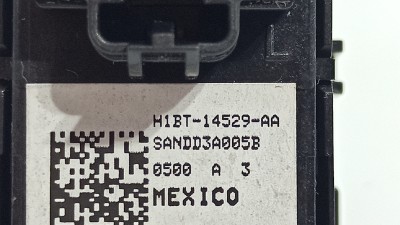 H1BT-14529-AA
SANDD3A005B
0500 A 3
MEXICO